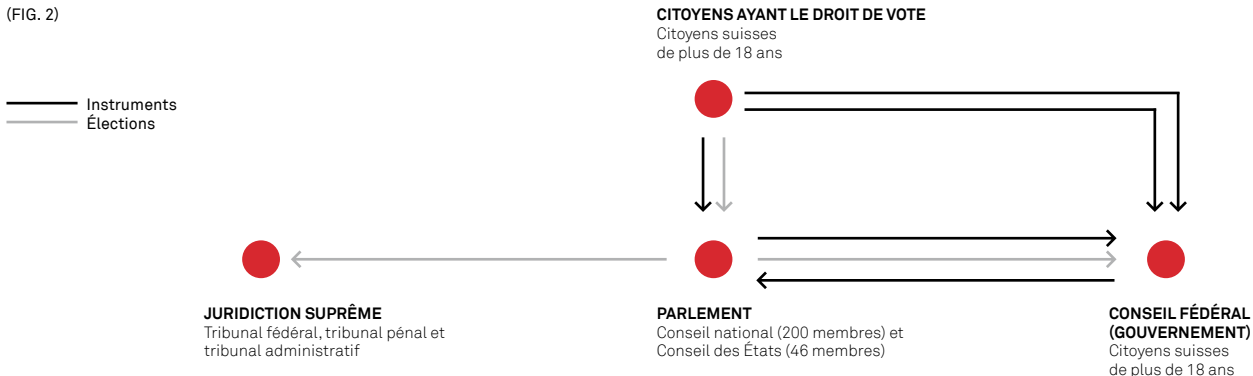 (FIG. 2)
Instruments
Élections
CITOYENS AYANT LE DROIT DE VOTE
Citoyens suisses
de plus de 18 ans
JURIDICTION SUPRÊME
Tribunal fédéral, tribunal pénal et
tribunal administratif
PARLEMENT
Conseil national (200 membres) et
Conseil des États (46 membres)
CONSEIL FÉDÉRAL
(GOUVERNEMENT)
Citoyens suisses
de plus de 18 ans